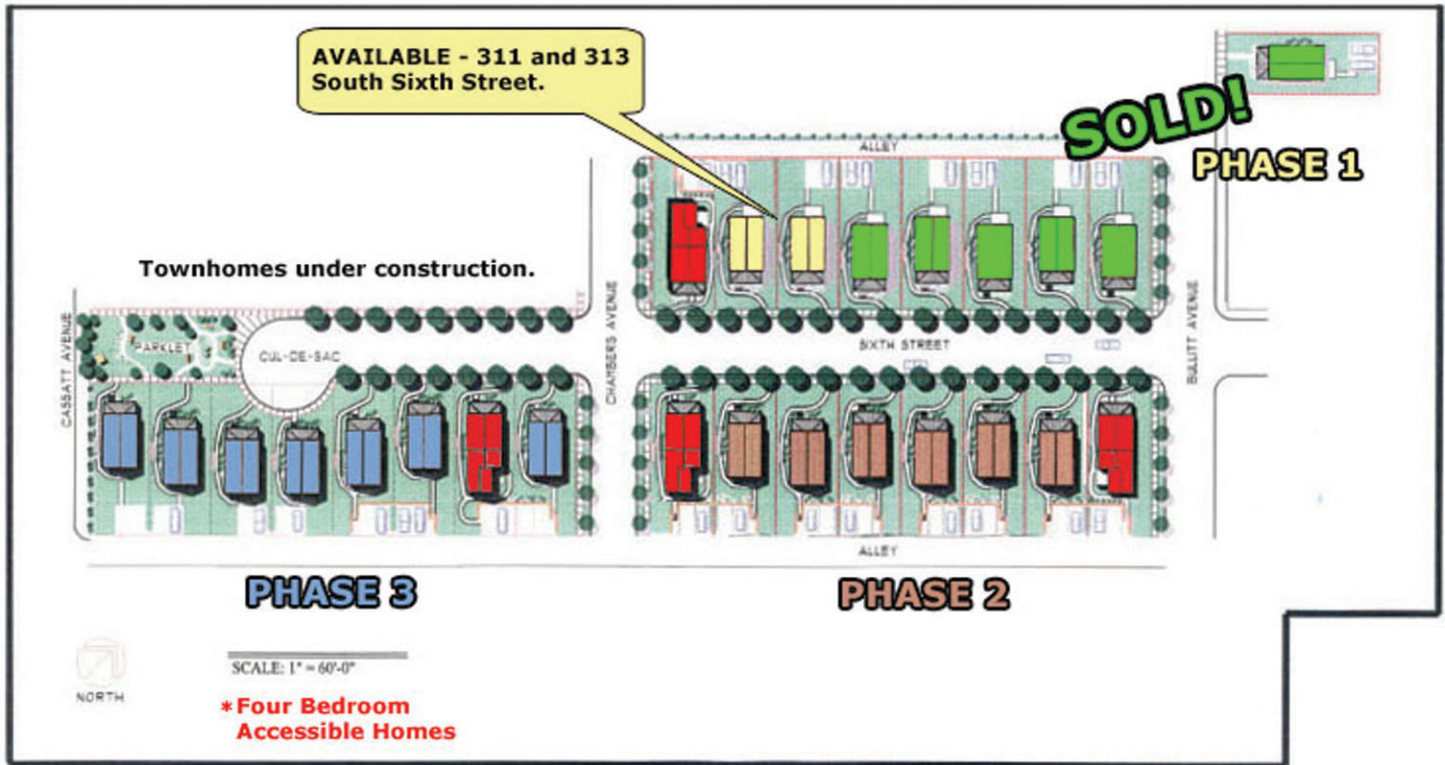 AVAILABLE - 311 and 313
South Sixth Street.
SOLD!
PHASE 1
ALLEY
Townhomes under construction.
CASSATT AVENUE
PARKLET
CUL-DE-SAC
CHAMBERS AVENUE
SIXTH STREET
BULLITT AVENUE
ALLEY
PHASE 3
PHASE 2
NORTH
SCALE: 1" = 60'-0"
*Four Bedroom
Accessible Homes